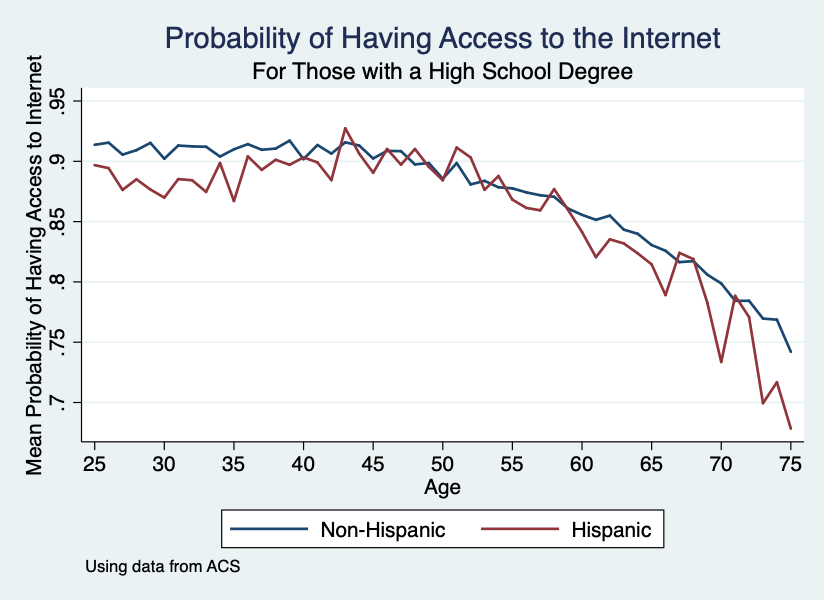 Probability of Having Access to the Internet
For Those with a High School Degree
Mean Probability of Having Access to Internet
.95
.9
.85
.8
.75
.7
25 30 35 40 45 50 55 60 65 70 75
Age
Non-Hispanic Hispanic
Using data from ACS